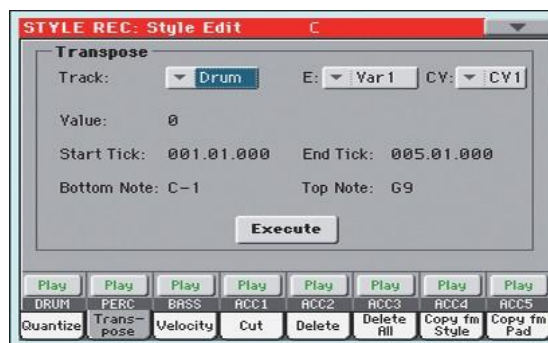 STYLE REC: Style Edit C
Transpose
Track: Drum E: Var1 CV: CV1
Value: 0
Start Tick: 001.01.000 End Tick: 005.01.000
Bottom Note: C-1 Top Note: G9
Execute
Play Play Play Play Play Play Play Play
DRUM PERC BASS ACC1 ACC2 ACC3 ACC4 ACC5
Quantize Trans-pose Velocity Cut Delete Delete All Copy fm Style Copy fm Pad